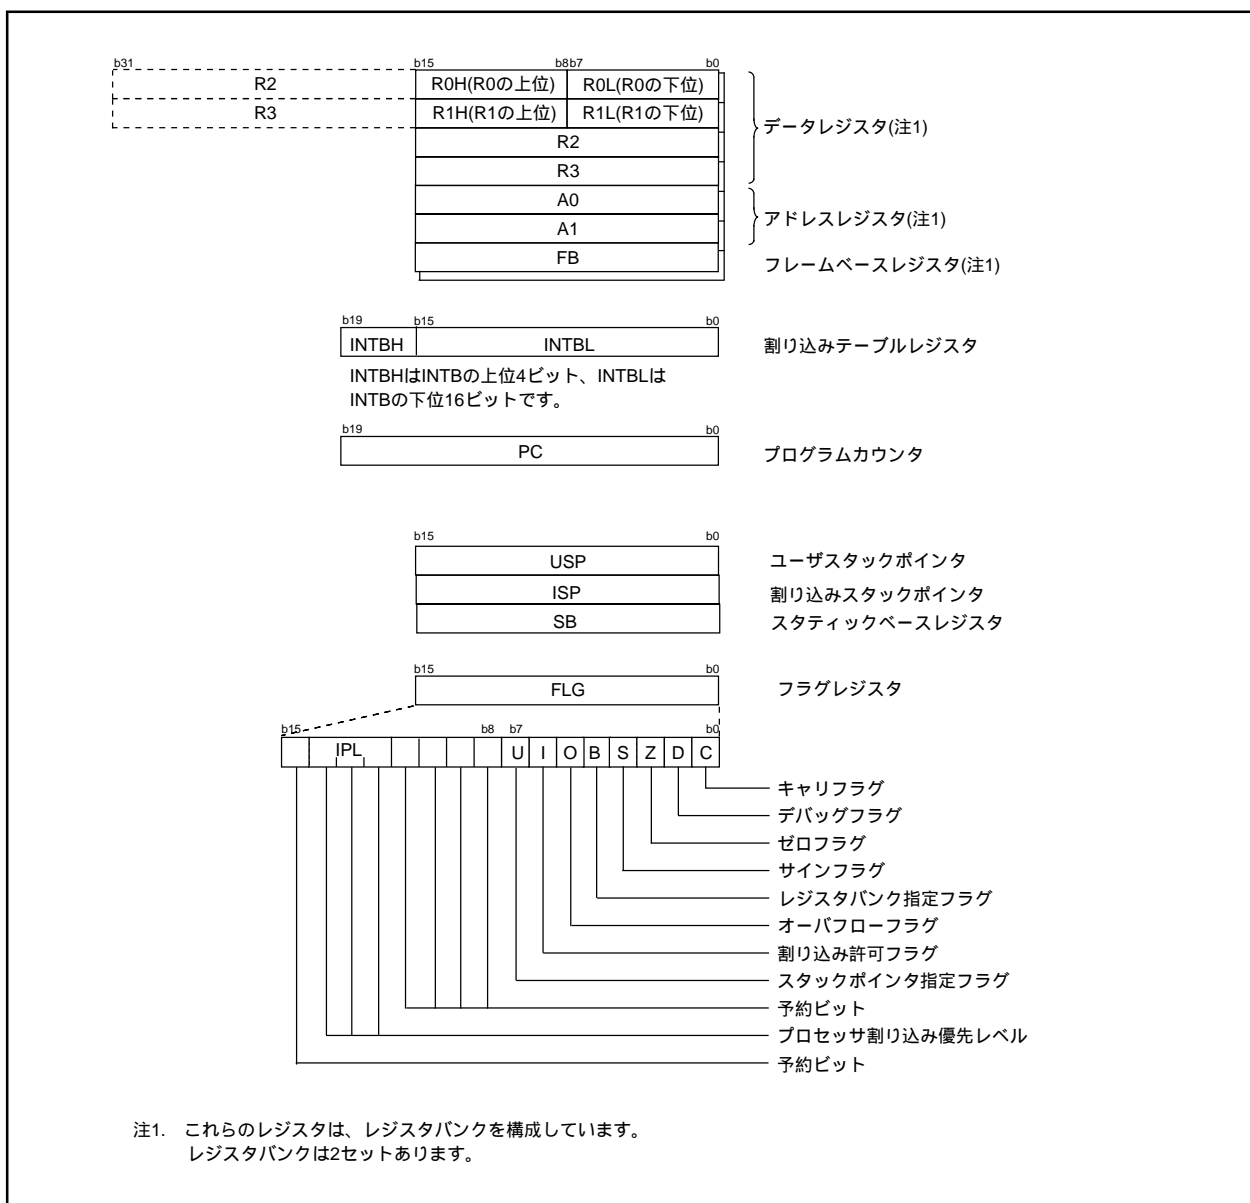 b31 b15 b8b7 b0
R2 R0H(R0の上位) R0L(R0の下位)
R3 R1H(R1の上位) R1L(R1の下位)
データレジスタ(注1)
R2
R3
A0
アドレスレジスタ(注1)
A1
FB フレームベースレジスタ(注1)
b19 b15 b0
INTBH INTBL 割り込みテーブルレジスタ
INTBHはINTBの上位4ビット、INTBLは
INTBの下位16ビットです。
b19 b0
PC プログラムカウンタ
b15 b0
USP ユーザスタックポインタ
ISP 割り込みスタックポインタ
SB スタティックベースレジスタ
b15 b0
FLG フラグレジスタ
b15 b8 b7 b0
IPL U I O B S Z D C
キャリフラグ
デバッグフラグ
ゼロフラグ
サインフラグ
レジスタバンク指定フラグ
オーバフローフラグ
割り込み許可フラグ
スタックポインタ指定フラグ
予約ビット
プロセッサ割り込み優先レベル
予約ビット
注1. これらのレジスタは、レジスタバンクを構成しています。
レジスタバンクは2セットあります。